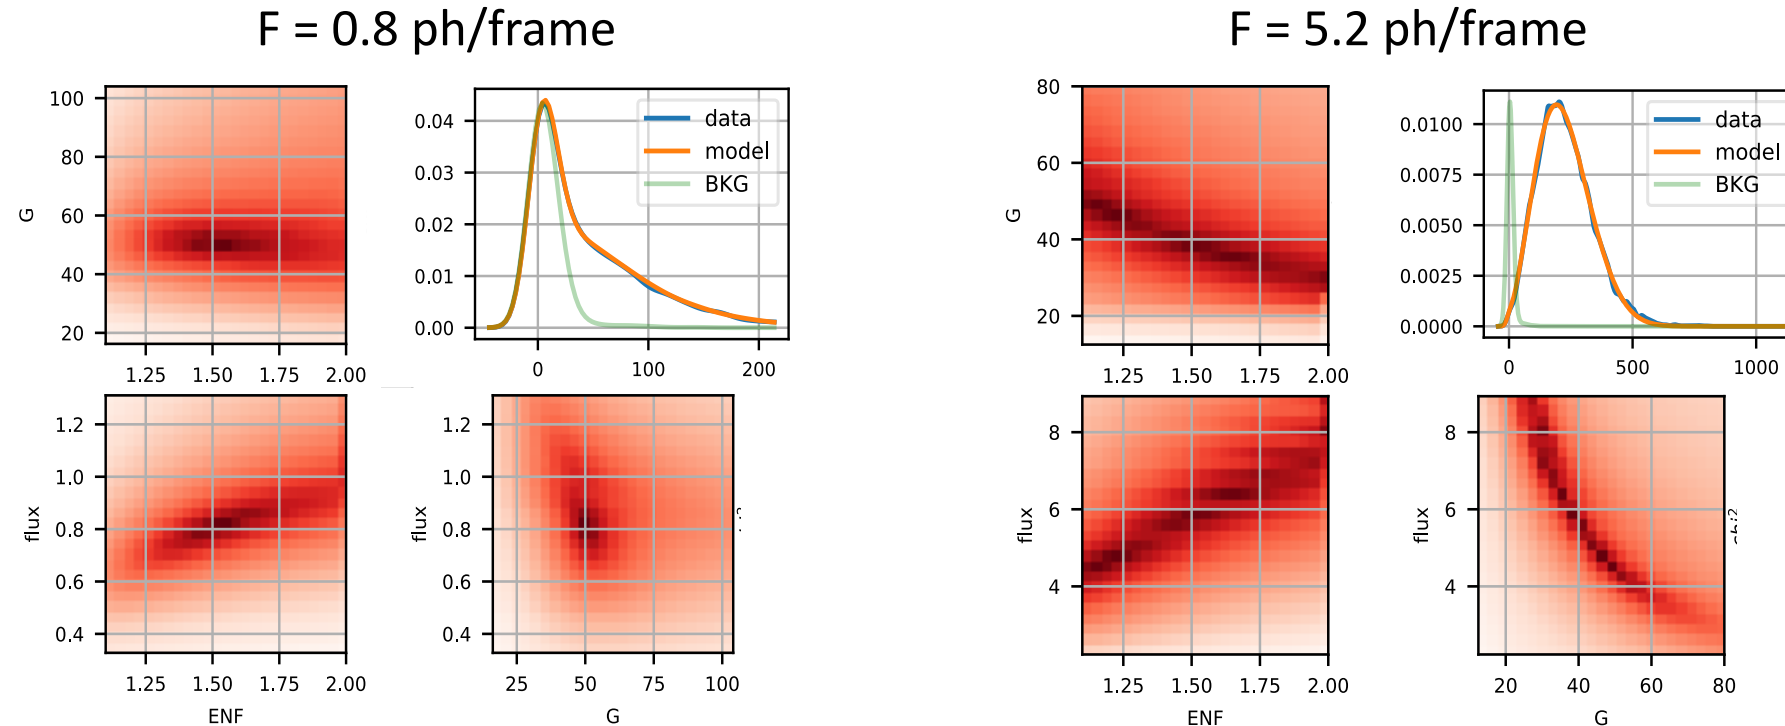 F = 0.8 ph/frame
F = 5.2 ph/frame
100
80
60
40
20
G
1.25 1.50 1.75 2.00
0.04
0.03
0.02
0.01
0.00
data
model
BKG
0 100 200
1.2
1.0
0.8
0.6
0.4
flux
1.25 1.50 1.75 2.00
ENF
1.2
1.0
0.8
0.6
0.4
flux
25 50 75 100
G
80
60
40
20
G
1.25 1.50 1.75 2.00
0.0100
0.0075
0.0050
0.0025
0.0000
data
model
BKG
0 500 1000
8
6
4
flux
1.25 1.50 1.75 2.00
ENF
8
6
4
flux
20 40 60 80
G